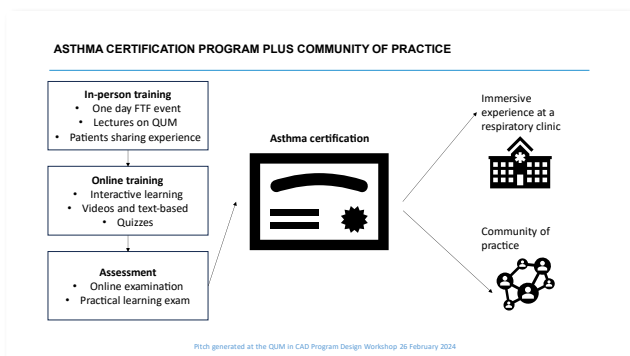 ASTHMA CERTIFICATION PROGRAM PLUS COMMUNITY OF PRACTICE
In-person training
• One day FTF event
• Lectures on QUM
• Patients sharing experience
Online training
• Interactive learning
• Videos and text-based
• Quizzes
Assessment
• Online examination
• Practical learning exam
Asthma certification
Immersive
experience at a
respiratory clinic
Community of
practice
Pitch generated at the QUM in CAD Program Design Workshop 26 February 2024